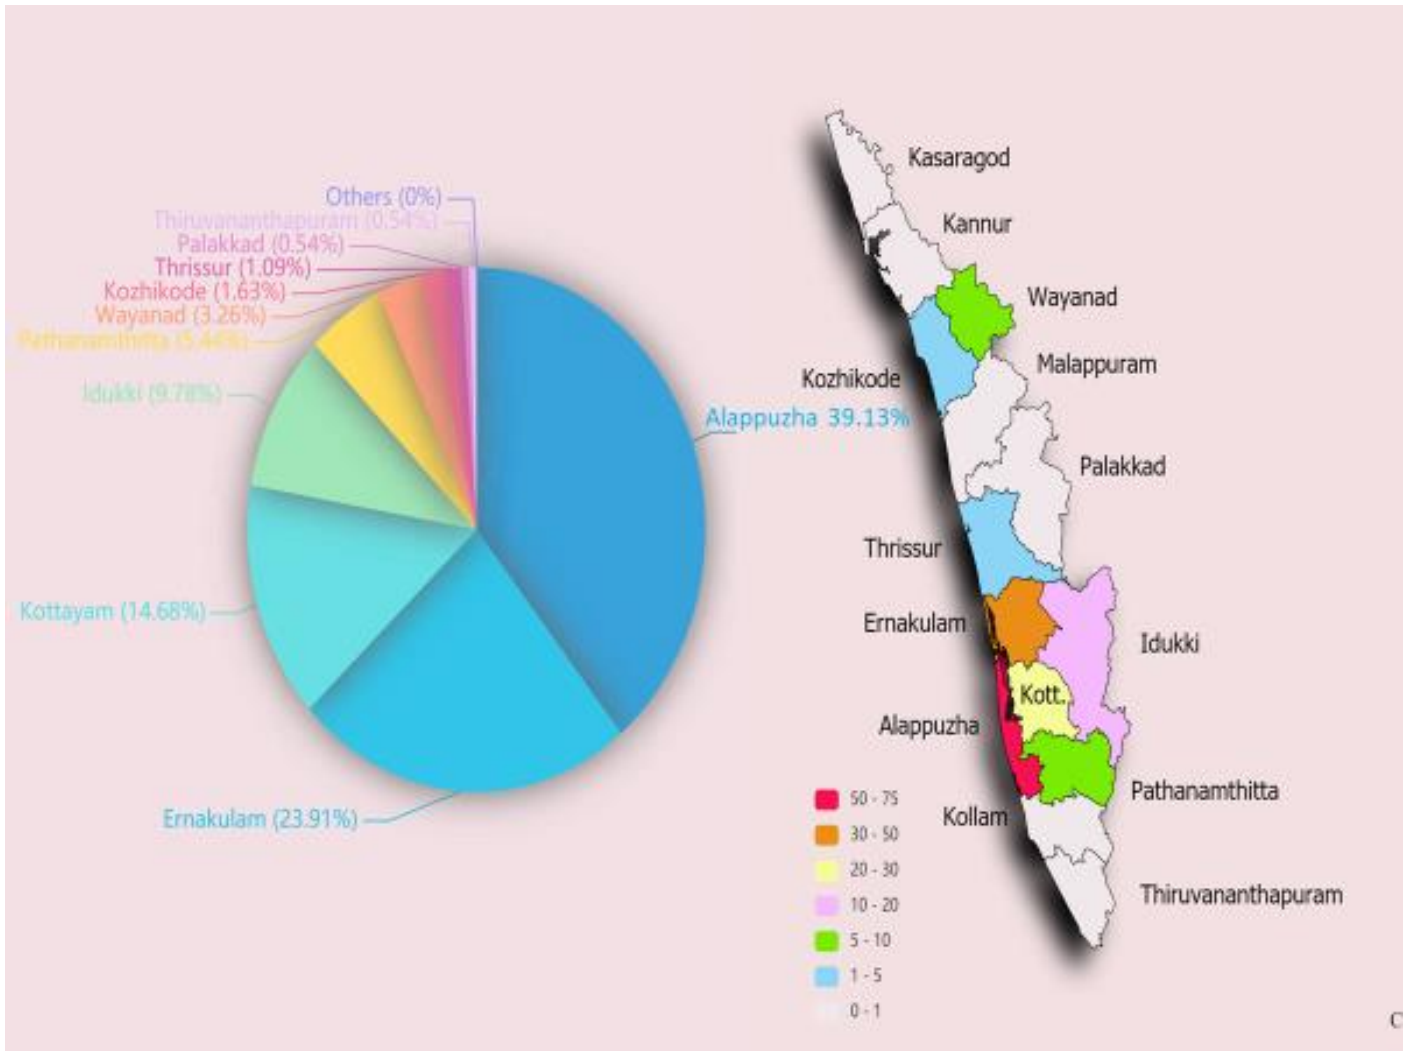 Others (0%)
Thiruvananthapuram (0.54%)
Palakkad (0.54%)
Thrissur (1.09%)
Kozhikode (1.63%)
Wayanad (3.26%)
Pathanamthitta (5.44%)
Idukki (9.78%)
Kottayam (14.68%)
Ernakulam (23.91%)
Alappuzha 39.13%
Kasaragod
Kannur
Wayanad
Malappuram
Kozhikode
Palakkad
Thrissur
Ernakulam
Idukki
Kott.
Alappuzha
Pathanamthitta
Kollam
Thiruvananthapuram
50 - 75
30 - 50
20 - 30
10 - 20
5 - 10
1 - 5
0 - 1
C